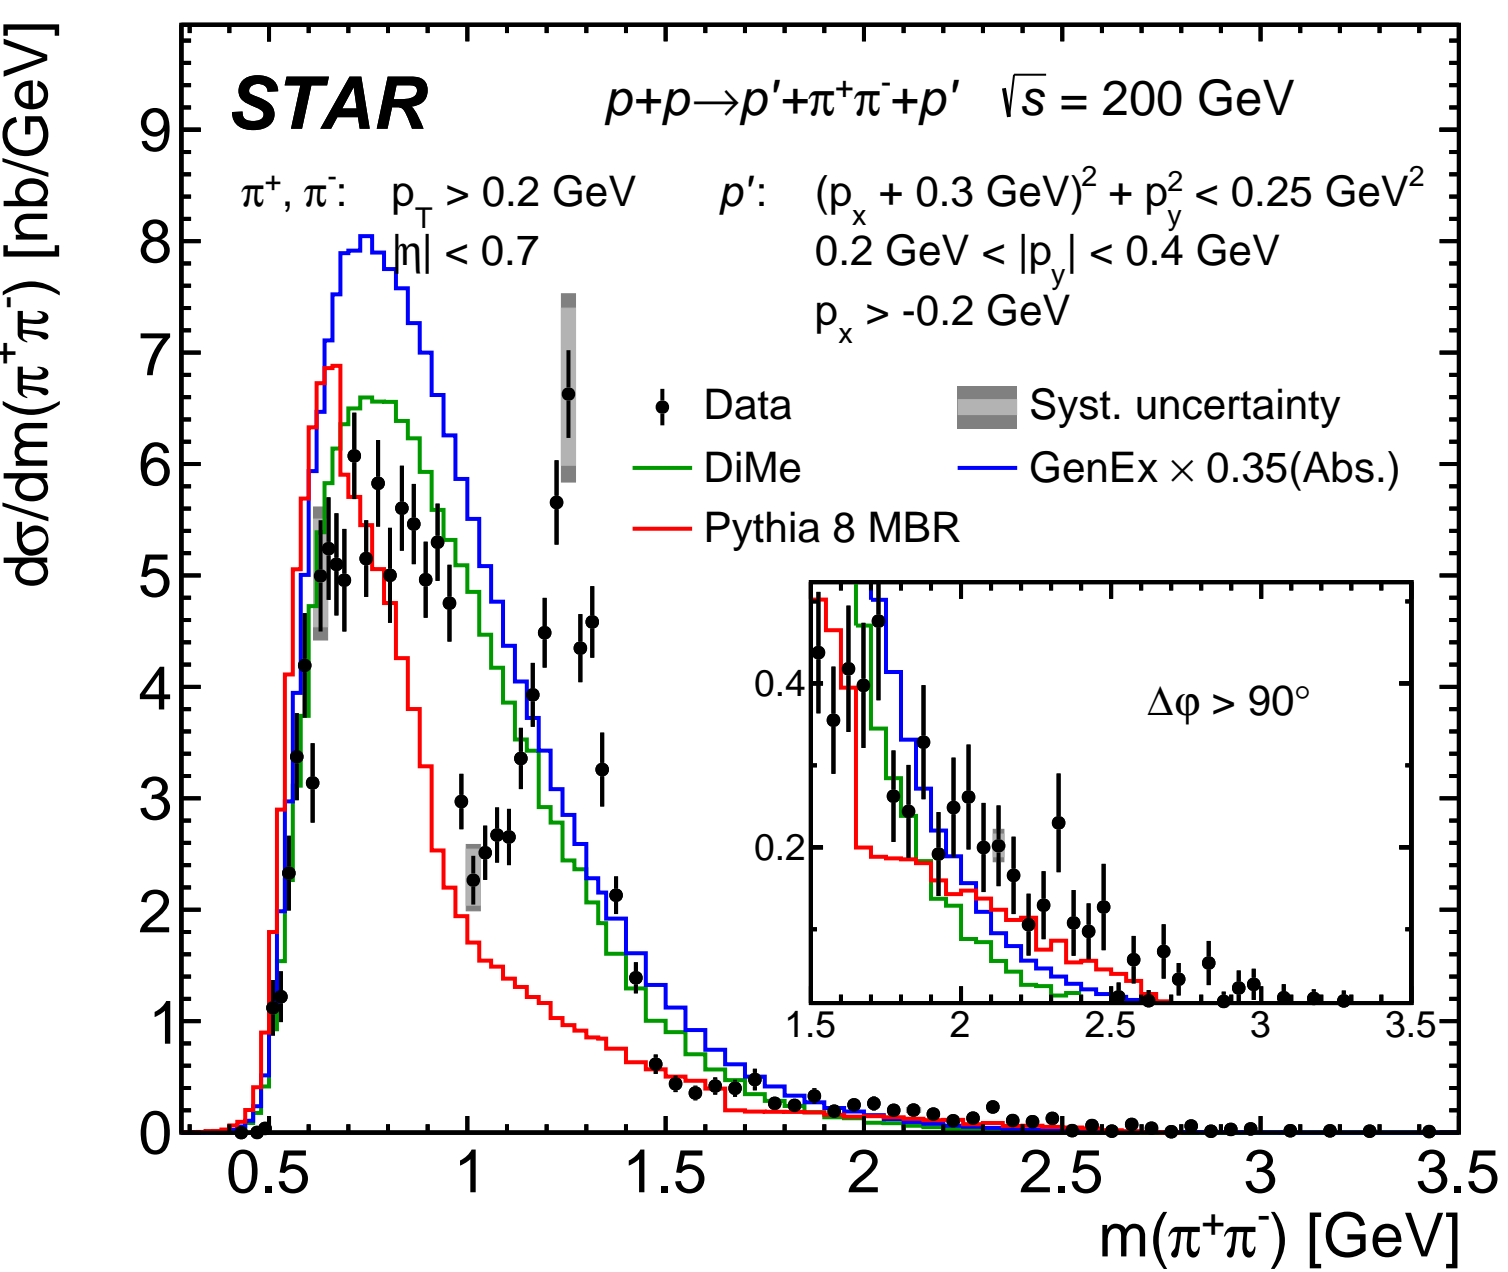 dσ/dm(π⁺π⁻) [nb/GeV]
STAR
p+p→p′+π⁺π⁻+p′ √s = 200 GeV
π⁺, π⁻: p_T > 0.2 GeV
|η| < 0.7
p′: (p_x + 0.3 GeV)² + p_y² < 0.25 GeV²
0.2 GeV < |p_y| < 0.4 GeV
p_x > -0.2 GeV
Data
Syst. uncertainty
DiMe
GenEx × 0.35(Abs.)
Pythia 8 MBR
Δφ > 90°
0.4
0.2
1.5 2 2.5 3 3.5
9
8
7
6
5
4
3
2
1
0
0.5 1 1.5 2 2.5 3 3.5
m(π⁺π⁻) [GeV]